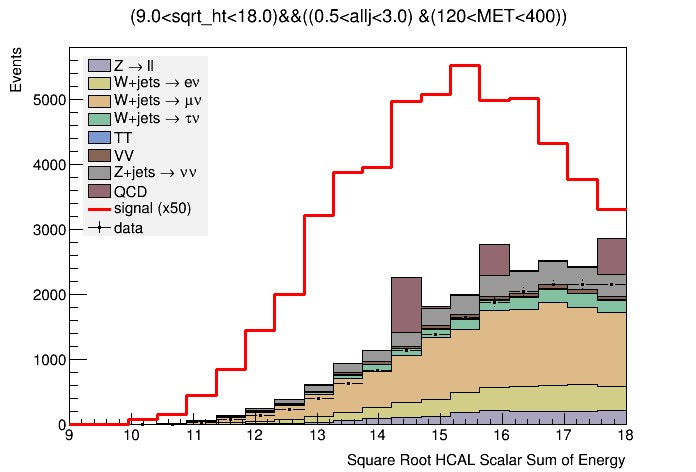 (9.0<sqrt_ht<18.0)&&((0.5<allj<3.0) &(120<MET<400))
Events
Z → ll
W+jets → eν
W+jets → μν
W+jets → τν
TT
VV
Z+jets → νν
QCD
signal (x50)
data
5000
4000
3000
2000
1000
0
9 10 11 12 13 14 15 16 17 18
Square Root HCAL Scalar Sum of Energy